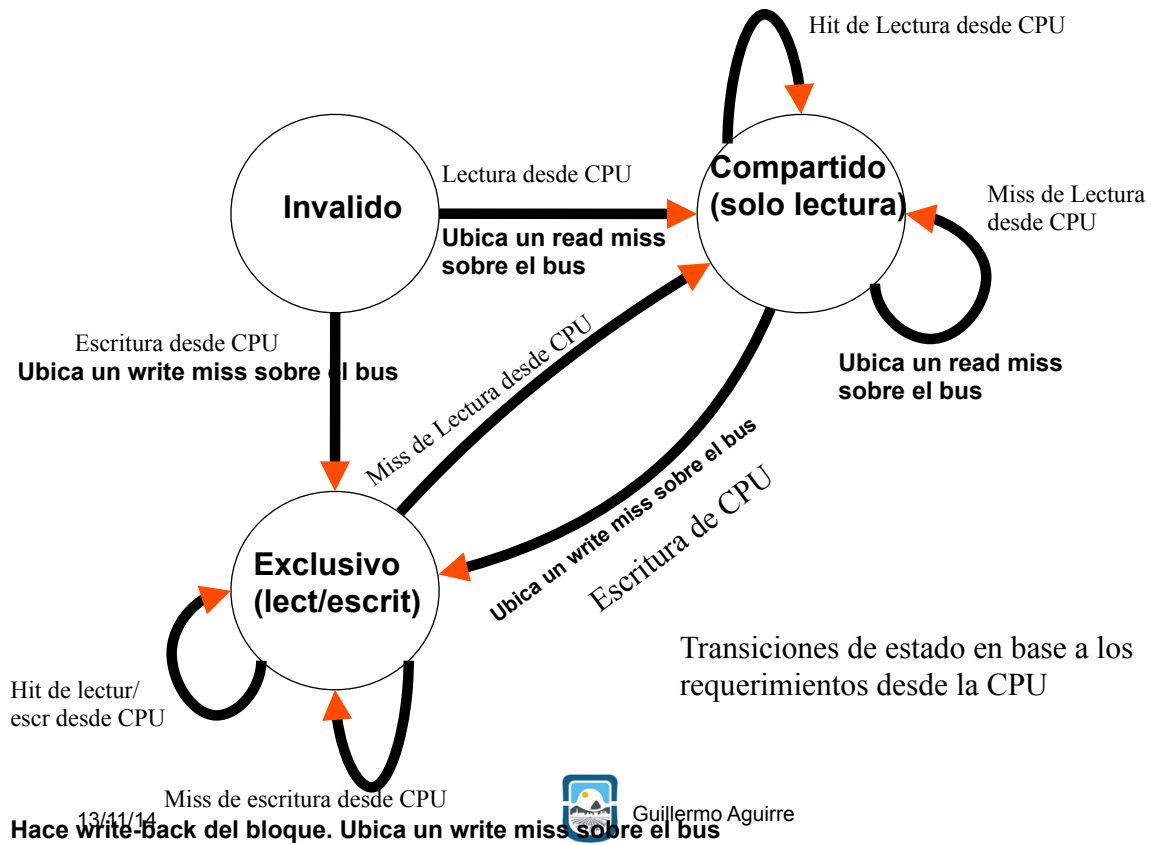 Hit de Lectura desde CPU
Invalido
Lectura desde CPU
Ubica un read miss
sobre el bus
Compartido
(solo lectura)
Miss de Lectura
desde CPU
Ubica un read miss
sobre el bus
Escritura desde CPU
Ubica un write miss sobre el bus
Miss de Lectura desde CPU
Ubica un write miss sobre el bus
Escritura de CPU
Exclusivo
(lect/escrit)
Hit de lectur/
escr desde CPU
Transiciones de estado en base a los
requerimientos desde la CPU
Miss de escritura desde CPU
13/11/14
Guillermo Aguirre
Hace write-back del bloque. Ubica un write miss sobre el bus